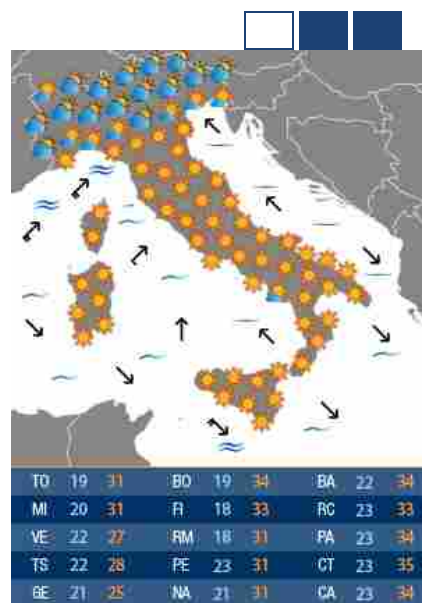 TO 19 31 BO 19 34 BA 22 34
MI 20 31 FI 18 33 RC 23 33
VE 22 27 RM 18 31 PA 23 34
TS 22 28 PE 23 31 CT 23 35
GE 21 25 NA 21 31 CA 23 34